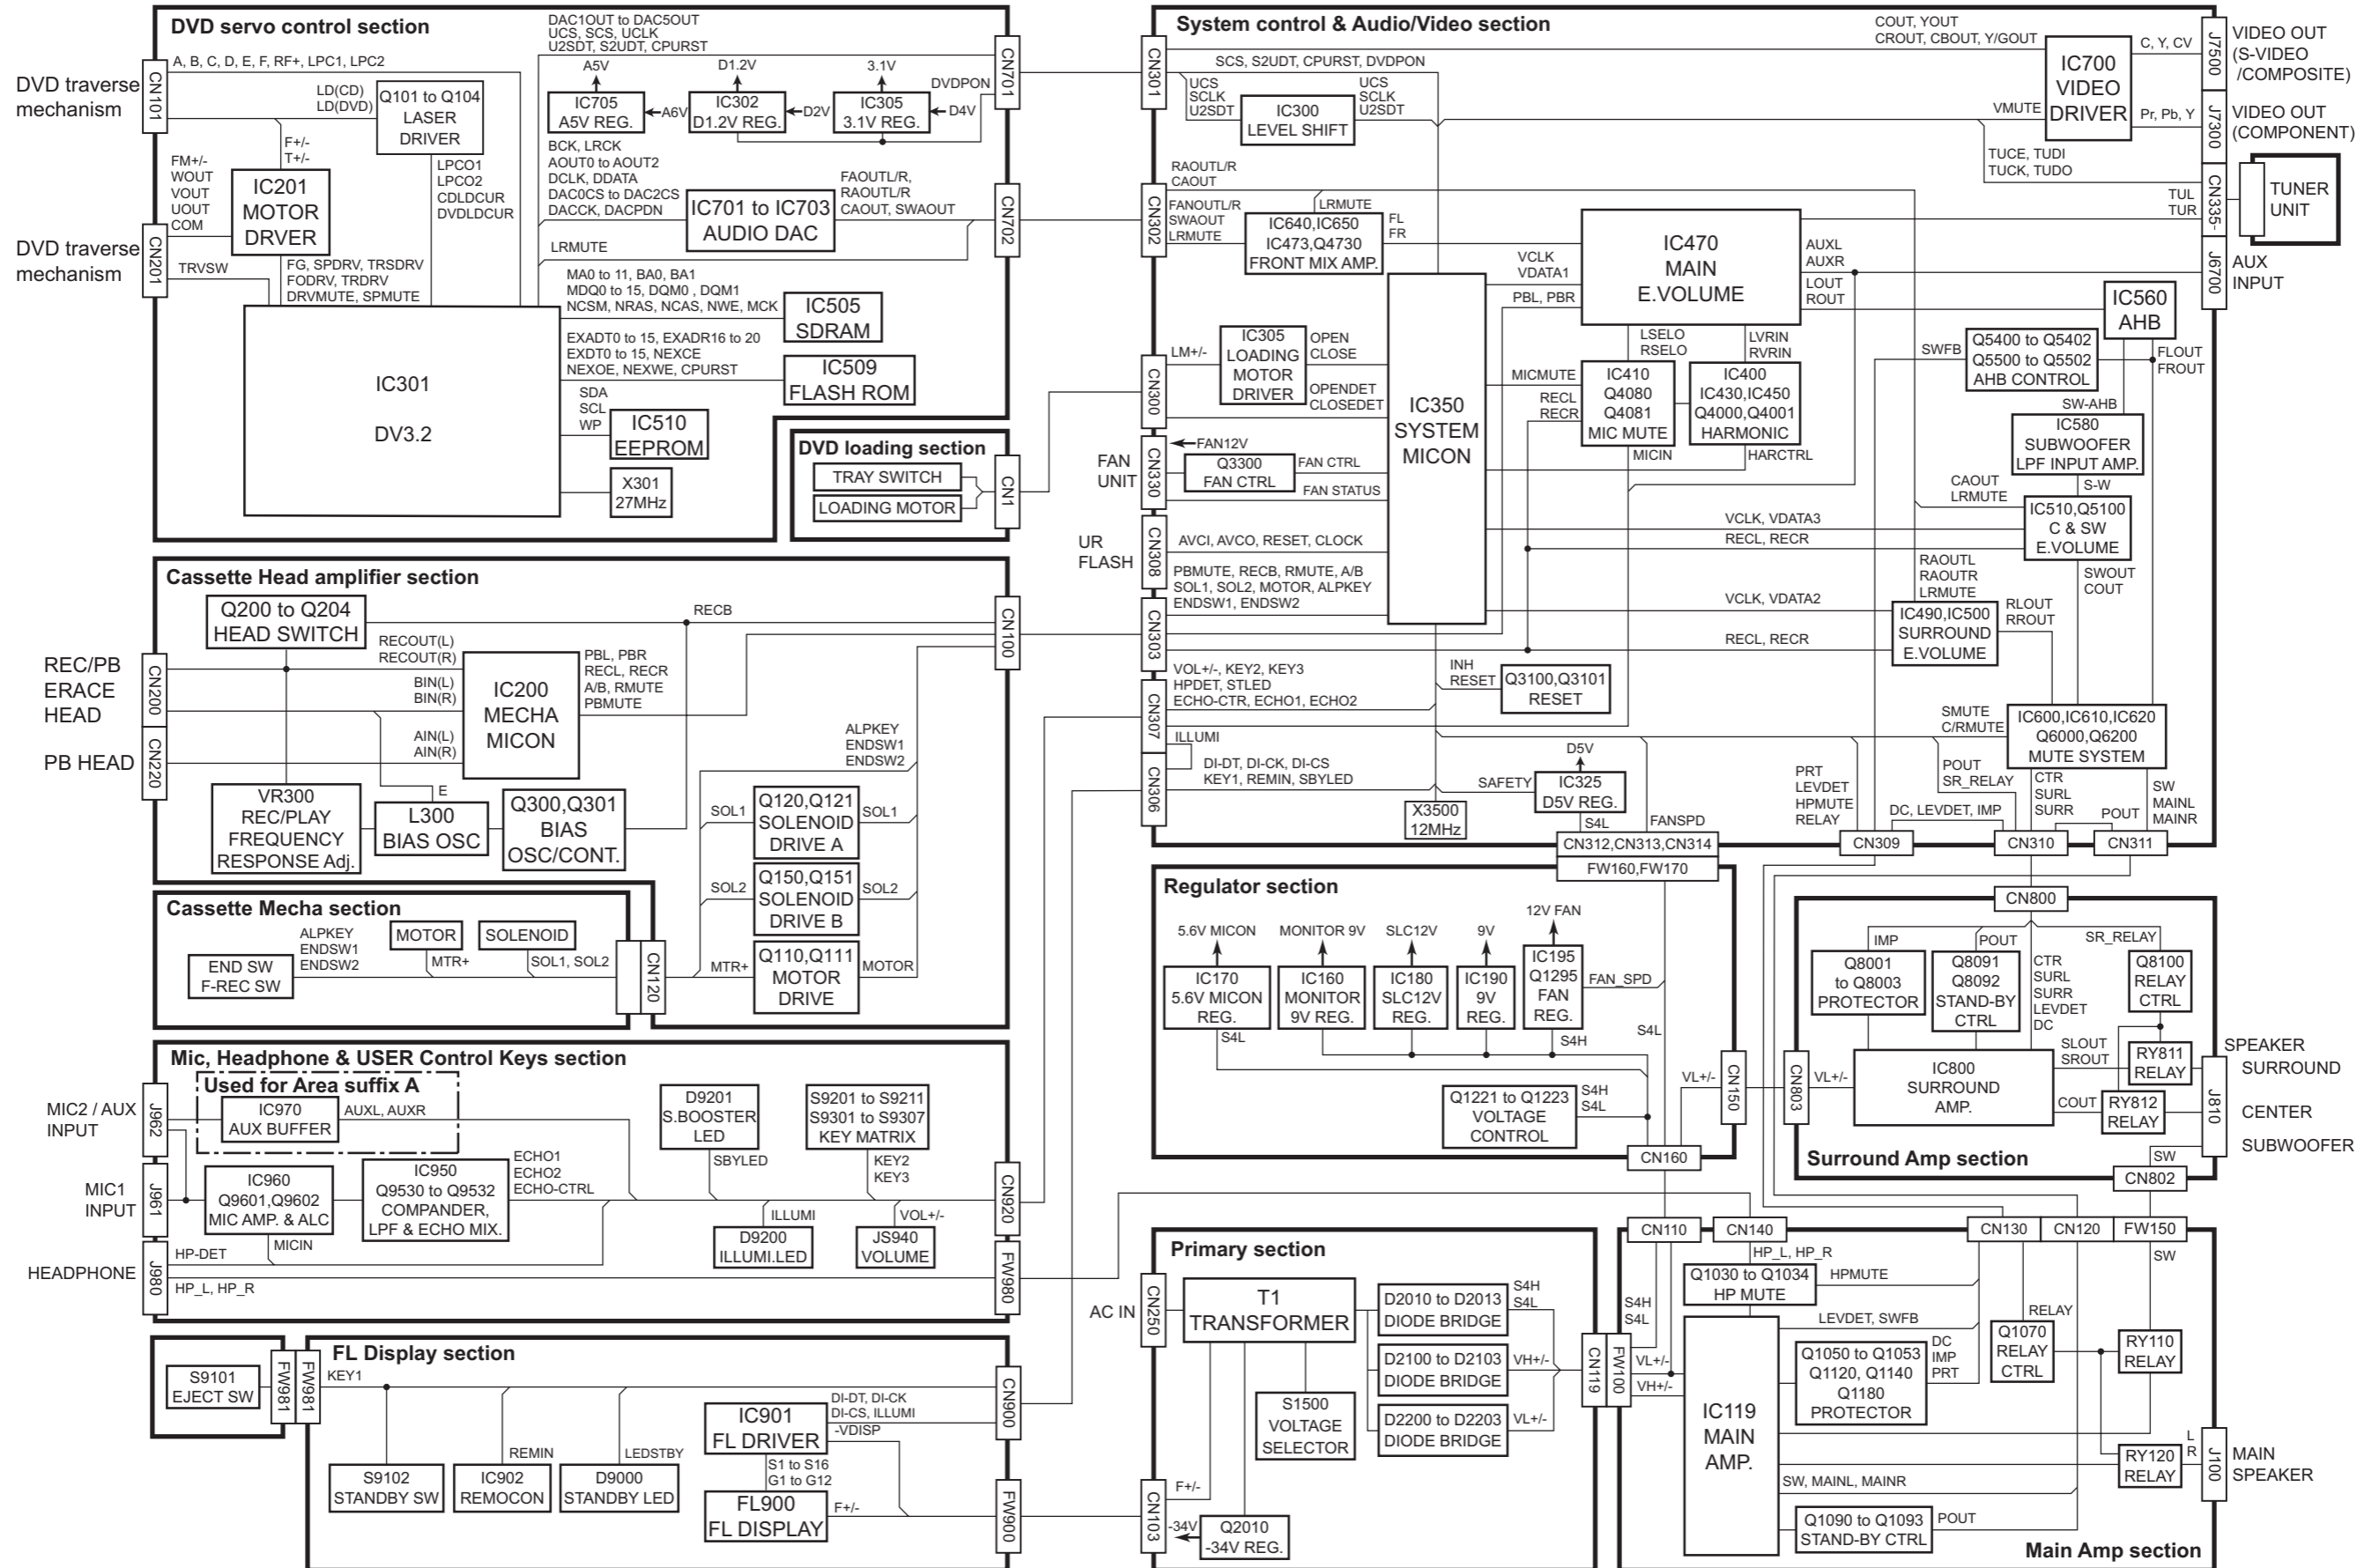 DVD servo control section
DAC1OUT to DAC5OUT
UCS, SCS, UCLK
U2SDT, S2UDT, CPURST
A, B, C, D, E, F, RF+, LPC1, LPC2
DVD traverse
mechanism
CN101
LD(CD)
LD(DVD)
Q101 to Q104
LASER
DRIVER
A5V
D1.2V
3.1V
IC705
A5V REG.
A6V
IC302
D1.2V REG.
D2V
IC305
3.1V REG.
D4V
DVDPON
CN701
F+/-
T+/-
FM+/-
WOUT
VOUT
UOUT
COM
IC201
MOTOR
DRVER
LPCO1
LPCO2
CDLDCUR
DVDLDCUR
BCK, LRCK
AOUT0 to AOUT2
DCLK, DDATA
DAC0CS to DAC2CS
DACCK, DACPDN
IC701 to IC703
AUDIO DAC
FAOUTL/R,
RAOUTL/R
CAOUT, SWAOUT
CN702
LRMUTE
DVD traverse
mechanism
CN201
TRVSW
FG, SPDRV, TRSDRV
FODRV, TRDRV
DRVMUTE, SPMUTE
MA0 to 11, BA0, BA1
MDQ0 to 15, DQM0 , DQM1
NCSM, NRAS, NCAS, NWE, MCK
IC505
SDRAM
IC301
DV3.2
EXADT0 to 15, EXADR16 to 20
EXDT0 to 15, NEXCE
NEXOE, NEXWE, CPURST
IC509
FLASH ROM
SDA
SCL
WP
IC510
EEPROM
X301
27MHz
DVD loading section
TRAY SWITCH
LOADING MOTOR
CN1
Cassette Head amplifier section
Q200 to Q204
HEAD SWITCH
RECB
CN100
RECOUT(L)
RECOUT(R)
REC/PB
ERACE
HEAD
CN200
BIN(L)
BIN(R)
IC200
MECHA
MICON
PBL, PBR
RECL, RECR
A/B, RMUTE
PBMUTE
AIN(L)
AIN(R)
PB HEAD
CN220
ALPKEY
ENDSW1
ENDSW2
VR300
REC/PLAY
FREQUENCY
RESPONSE Adj.
E
L300
BIAS OSC
Q300,Q301
BIAS
OSC/CONT.
SOL1
Q120,Q121
SOLENOID
DRIVE A
SOL1
SOL2
Q150,Q151
SOLENOID
DRIVE B
SOL2
MTR+
Q110,Q111
MOTOR
DRIVE
MOTOR
Cassette Mecha section
ALPKEY
ENDSW1
ENDSW2
MOTOR
SOLENOID
MTR+
SOL1, SOL2
END SW
F-REC SW
CN120
Mic, Headphone & USER Control Keys section
Used for Area suffix A
MIC2 / AUX
INPUT
J962
IC970
AUX BUFFER
AUXL, AUXR
D9201
S.BOOSTER
LED
S9201 to S9211
S9301 to S9307
KEY MATRIX
SBYLED
KEY2
KEY3
MIC1
INPUT
J961
IC960
Q9601,Q9602
MIC AMP. & ALC
IC950
Q9530 to Q9532
COMPANDER,
LPF & ECHO MIX.
ECHO1
ECHO2
ECHO-CTRL
CN920
ILLUMI
VOL+/-
D9200
ILLUMI.LED
JS940
VOLUME
MICIN
HP-DET
HEADPHONE
J980
HP_L, HP_R
FW980
S9101
EJECT SW
FW981
FW981
FL Display section
KEY1
IC901
FL DRIVER
DI-DT, DI-CK
DI-CS, ILLUMI
-VDISP
CN900
REMIN
LEDSTBY
S1 to S16
G1 to G12
S9102
STANDBY SW
IC902
REMOCON
D9000
STANDBY LED
FL900
FL DISPLAY
F+/-
FW900
System control & Audio/Video section
COUT, YOUT
CROUT, CBOUT, Y/GOUT
CN301
SCS, S2UDT, CPURST, DVDPON
UCS
SCLK
U2SDT
IC300
LEVEL SHIFT
UCS
SCLK
U2SDT
VMUTE
IC700
VIDEO
DRIVER
C, Y, CV
Pr, Pb, Y
J7500
VIDEO OUT
(S-VIDEO
/COMPOSITE)
J7300
VIDEO OUT
(COMPONENT)
TUCE, TUDI
TUCK, TUDO
CN335-
TUNER
UNIT
TUL
TUR
RAOUTL/R
CAOUT
CN302
FANOUTL/R
SWAOUT
LRMUTE
LRMUTE
IC640,IC650
IC473,Q4730
FRONT MIX AMP.
FL
FR
IC470
MAIN
E.VOLUME
AUXL
AUXR
J6700
AUX
INPUT
LOUT
ROUT
IC560
AHB
VCLK
VDATA1
PBL, PBR
LM+/-
IC305
LOADING
MOTOR
DRIVER
OPEN
CLOSE
OPENDET
CLOSEDET
CN300
IC350
SYSTEM
MICON
LSELO
RSELO
LVRIN
RVRIN
MICMUTE
RECL
RECR
IC410
Q4080
Q4081
MIC MUTE
IC400
IC430,IC450
Q4000,Q4001
HARMONIC
MICIN
HARCTRL
SWFB
Q5400 to Q5402
Q5500 to Q5502
AHB CONTROL
FLOUT
FROUT
SW-AHB
IC580
SUBWOOFER
LPF INPUT AMP.
S-W
CAOUT
LRMUTE
IC510,Q5100
C & SW
E.VOLUME
FAN
UNIT
CN330
FAN12V
Q3300
FAN CTRL
FAN CTRL
FAN STATUS
UR
FLASH
CN308
AVCI, AVCO, RESET, CLOCK
VCLK, VDATA3
RECL, RECR
PBMUTE, RECB, RMUTE, A/B
SOL1, SOL2, MOTOR, ALPKEY
ENDSW1, ENDSW2
CN303
VCLK, VDATA2
RECL, RECR
RAOUTL
RAOUTR
LRMUTE
SWOUT
COUT
IC490,IC500
SURROUND
E.VOLUME
RLOUT
RROUT
VOL+/-, KEY2, KEY3
HPDET, STLED
ECHO-CTR, ECHO1, ECHO2
CN307
INH
RESET
Q3100,Q3101
RESET
ILLUMI
DI-DT, DI-CK, DI-CS
KEY1, REMIN, SBYLED
CN306
SAFETY
D5V
IC325
D5V REG.
X3500
12MHz
S4L
FANSPD
SMUTE
C/RMUTE
IC600,IC610,IC620
Q6000,Q6200
MUTE SYSTEM
PRT
LEVDET
HPMUTE
RELAY
POUT
SR_RELAY
DC, LEVDET, IMP
CTR
SURL
SURR
POUT
SW
MAINL
MAINR
CN312,CN313,CN314
CN309
CN310
CN311
FW160,FW170
Regulator section
5.6V MICON
MONITOR 9V
SLC12V
9V
12V FAN
IC170
5.6V MICON
REG.
IC160
MONITOR
9V REG.
IC180
SLC12V
REG.
IC190
9V
REG.
IC195
Q1295
FAN
REG.
FAN_SPD
S4L
S4H
S4L
Q1221 to Q1223
VOLTAGE
CONTROL
S4H
S4L
CN150
CN160
VL+/-
CN800
IMP
POUT
SR_RELAY
Q8001
to Q8003
PROTECTOR
Q8091
Q8092
STAND-BY
CTRL
CTR
SURL
SURR
LEVDET
DC
Q8100
RELAY
CTRL
CN803
VL+/-
IC800
SURROUND
AMP.
SLOUT
SROUT
RY811
RELAY
COUT
RY812
RELAY
J810
SPEAKER
SURROUND
CENTER
SUBWOOFER
SW
CN802
Surround Amp section
Primary section
AC IN
CN250
T1
TRANSFORMER
D2010 to D2013
DIODE BRIDGE
S4H
S4L
D2100 to D2103
DIODE BRIDGE
VH+/-
D2200 to D2203
DIODE BRIDGE
VL+/-
S1500
VOLTAGE
SELECTOR
CN119
F+/-
CN103
-34V
Q2010
-34V REG.
CN110
CN140
CN130
CN120
FW150
FW100
S4H
S4L
VL+/-
VH+/-
HP_L, HP_R
Q1030 to Q1034
HP MUTE
HPMUTE
LEVDET, SWFB
RELAY
SW
IC119
MAIN
AMP.
Q1050 to Q1053
Q1120, Q1140
Q1180
PROTECTOR
DC
IMP
PRT
Q1070
RELAY
CTRL
RY110
RELAY
RY120
RELAY
L
R
J100
MAIN
SPEAKER
SW, MAINL, MAINR
Q1090 to Q1093
STAND-BY CTRL
POUT
Main Amp section